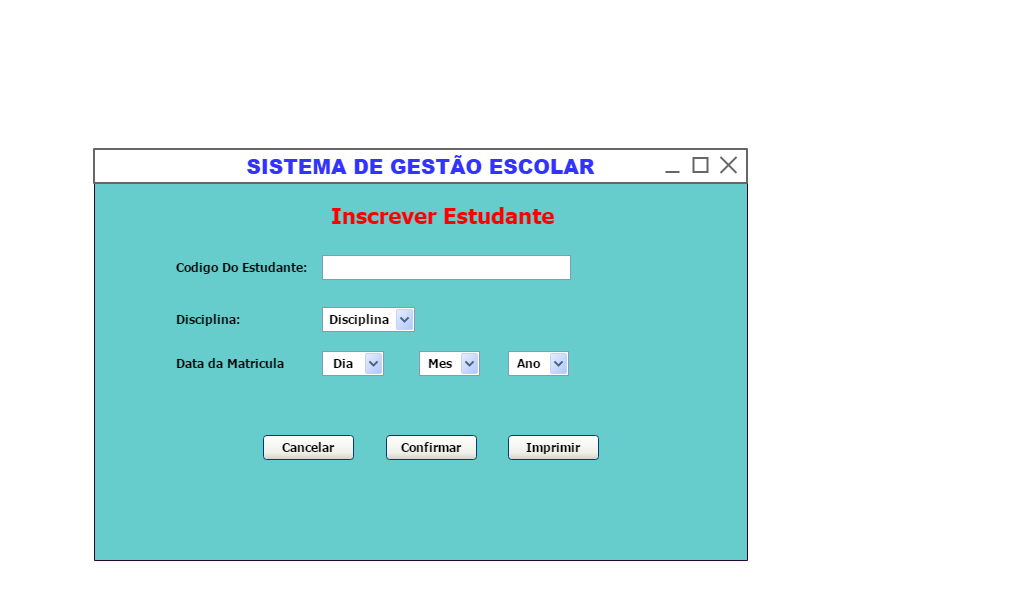 SISTEMA DE GESTÃO ESCOLAR
Inscrever Estudante
Codigo Do Estudante:
Disciplina: Disciplina
Data da Matricula Dia Mes Ano
Cancelar Confirmar Imprimir